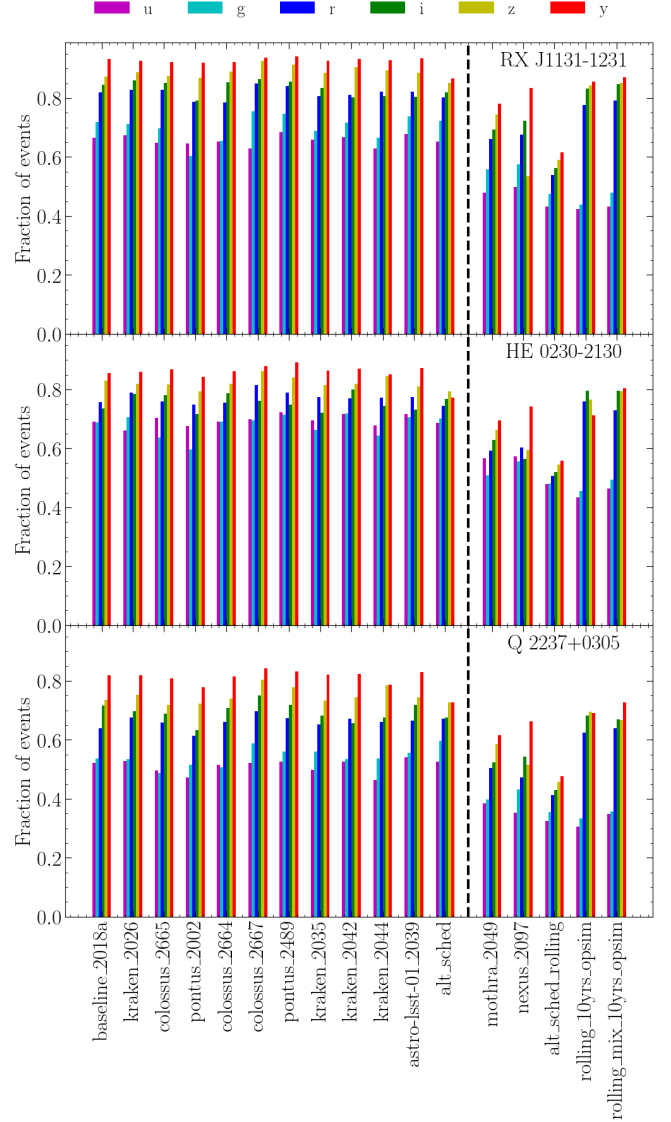 u g r i z y
RX J1131-1231
Fraction of events
0.8
0.6
0.4
0.2
0.0
HE 0230-2130
Fraction of events
0.8
0.6
0.4
0.2
0.0
Q 2237+0305
Fraction of events
0.8
0.6
0.4
0.2
0.0
baseline_2018a
kraken_2026
colossus_2665
pontus_2002
colossus_2664
colossus_2667
pontus_2489
kraken_2035
kraken_2042
kraken_2044
astro-lsst-01_2039
alt_sched
mothra_2049
nexus_2097
alt_sched_rolling
rolling_10yrs_opsim
rolling_mix_10yrs_opsim